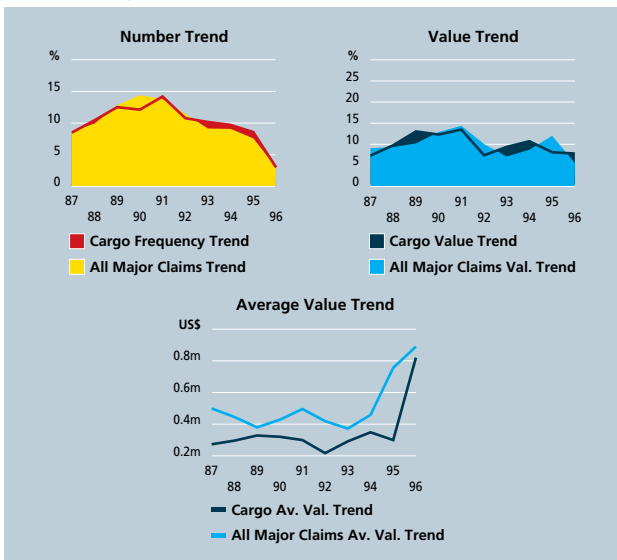 Number Trend
%
15
10
5
0
87
89
91
93
95
88
90
92
94
96
Cargo Frequency Trend
All Major Claims Trend
Value Trend
%
25
25
10
5
0
87
89
91
93
95
88
90
92
94
96
Cargo Value Trend
All Major Claims Val. Trend
Average Value Trend
US$
0.8m
0.6m
0.4m
0.2m
87
89
91
93
95
88
90
92
94
96
Cargo Av. Val. Trend
All Major Claims Av. Val. Trend